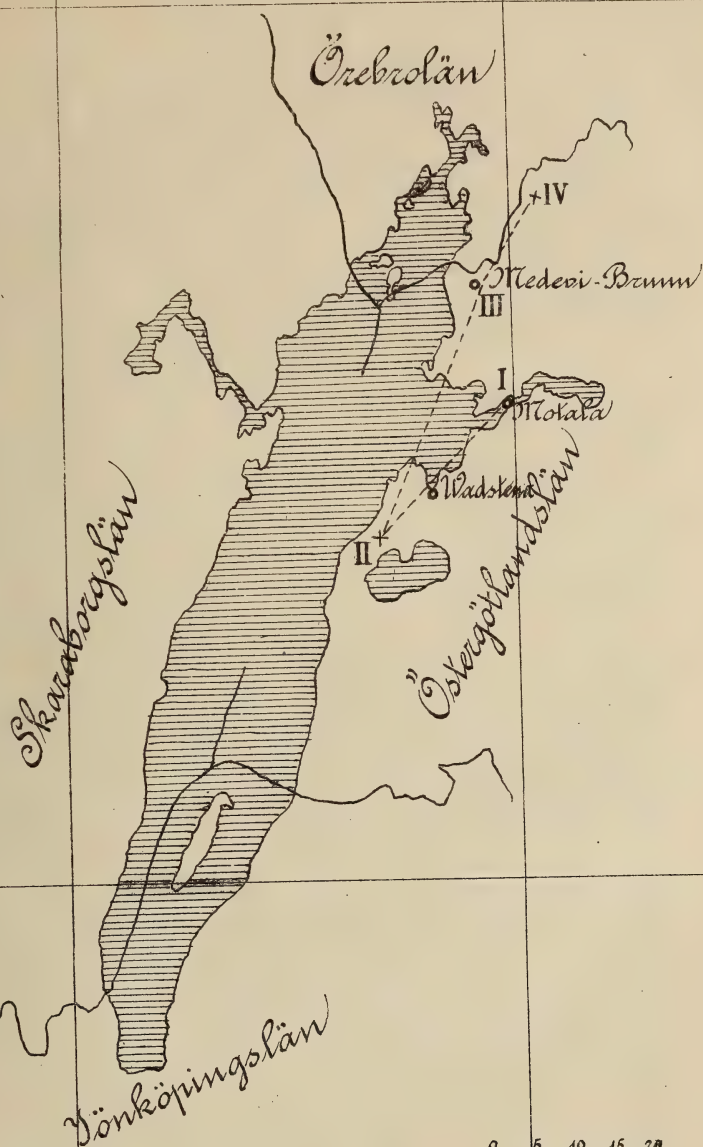 Örebrolän
IV
Medevi-Brunn
III
I
Motala
Wadstena
II
Östergötlandslän
Skaraborgslän
Jönköpingslän
0 5 10 15 20